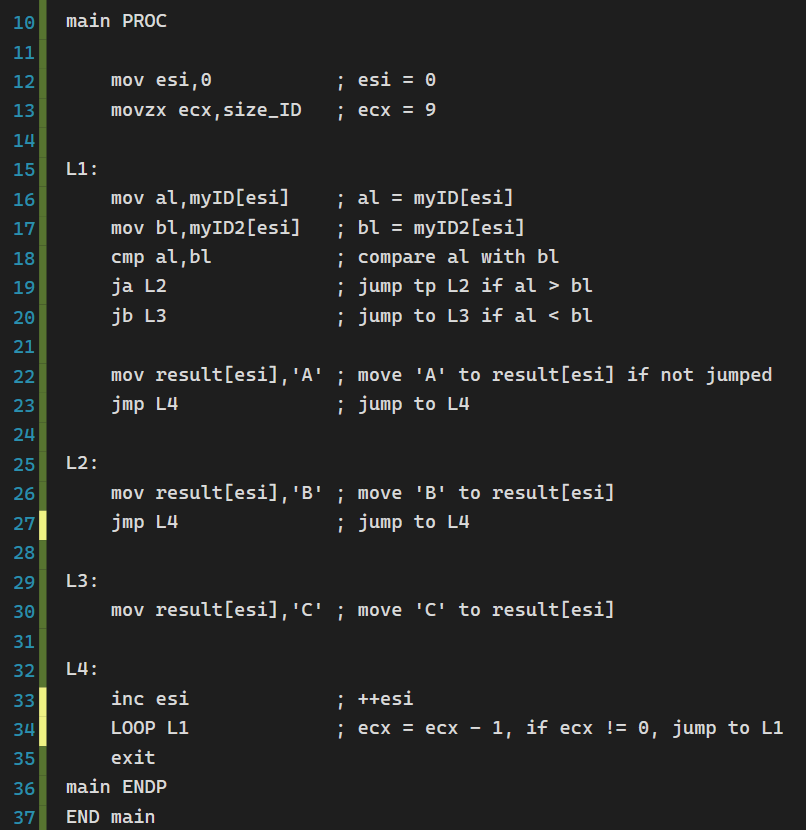 10 main PROC
11
12     mov esi,0           ; esi = 0
13     movzx ecx,size_ID   ; ecx = 9
14
15 L1:
16     mov al,myID[esi]    ; al = myID[esi]
17     mov bl,myID2[esi]   ; bl = myID2[esi]
18     cmp al,bl           ; compare al with bl
19     ja L2               ; jump tp L2 if al > bl
20     jb L3               ; jump to L3 if al < bl
21
22     mov result[esi],'A' ; move 'A' to result[esi] if not jumped
23     jmp L4              ; jump to L4
24
25 L2:
26     mov result[esi],'B' ; move 'B' to result[esi]
27     jmp L4              ; jump to L4
28
29 L3:
30     mov result[esi],'C' ; move 'C' to result[esi]
31
32 L4:
33     inc esi             ; ++esi
34     LOOP L1             ; ecx = ecx - 1, if ecx != 0, jump to L1
35     exit
36 main ENDP
37 END main